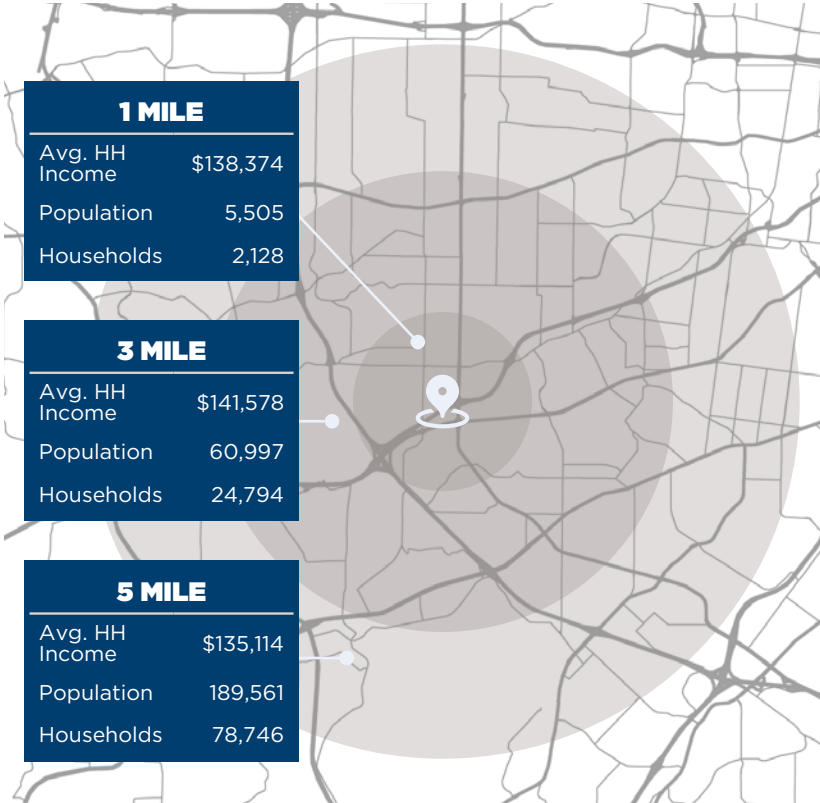 1 MILE
Avg. HH
Income
$138,374
Population 5,505
Households 2,128
3 MILE
Avg. HH
Income
$141,578
Population 60,997
Households 24,794
5 MILE
Avg. HH
Income
$135,114
Population 189,561
Households 78,746